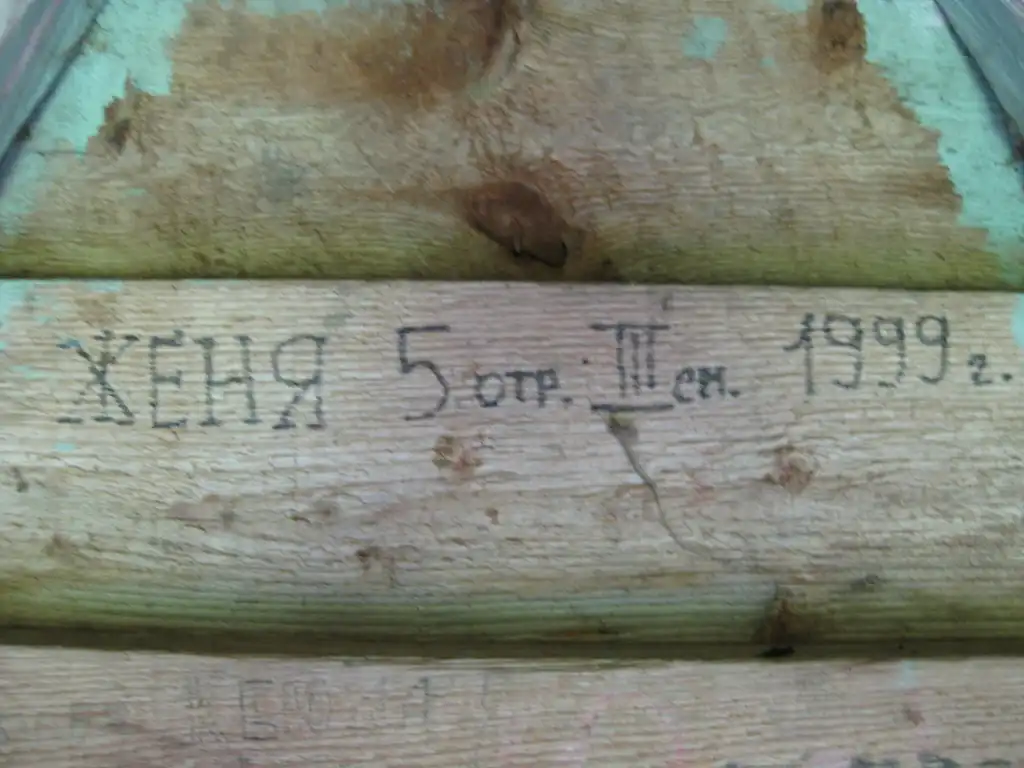 ЖЕНЯ 5 отр. III см. 1999 г.